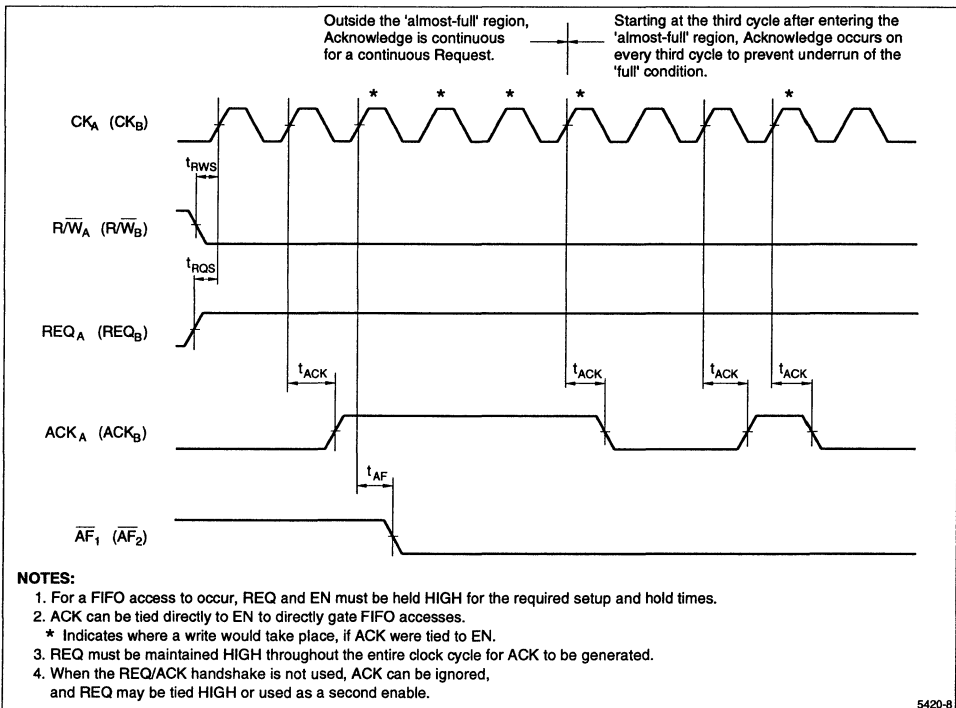 Outside the 'almost-full' region,
Acknowledge is continuous
for a continuous Request.
Starting at the third cycle after entering the
'almost-full' region, Acknowledge occurs on
every third cycle to prevent underrun of the
'full' condition.
* * * * *
CKA (CKB)
tRWS
R/W̅A (R/W̅B)
tRQS
REQA (REQB)
tACK tACK tACK tACK
ACKA (ACKB)
tAF
A̅F̅1 (A̅F̅2)
NOTES:
1. For a FIFO access to occur, REQ and EN must be held HIGH for the required setup and hold times.
2. ACK can be tied directly to EN to directly gate FIFO accesses.
* Indicates where a write would take place, if ACK were tied to EN.
3. REQ must be maintained HIGH throughout the entire clock cycle for ACK to be generated.
4. When the REQ/ACK handshake is not used, ACK can be ignored,
and REQ may be tied HIGH or used as a second enable.
5420-8